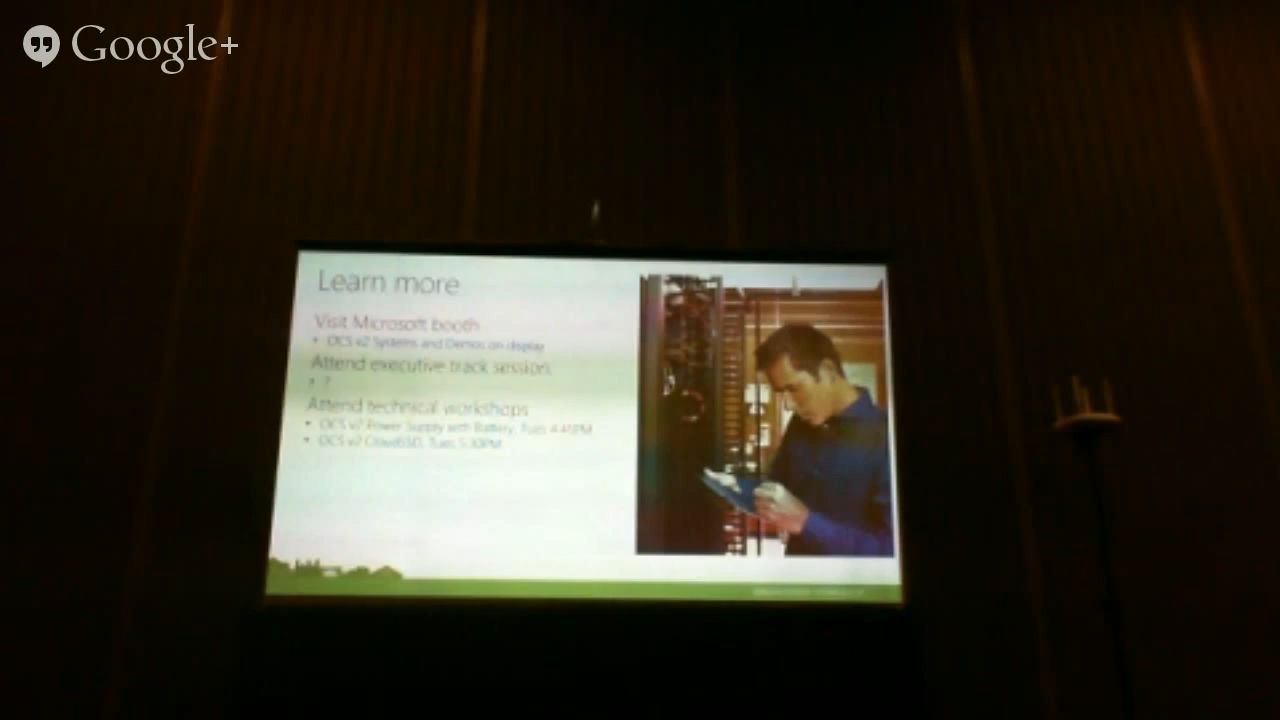 Google+
Learn more
Visit Microsoft booth
• OCS v2 Systems and Demos on display
Attend executive track session
• ?
Attend technical workshops
• OCS v2 Power Supply with Battery, Tues 4:45PM
• OCS v2 CloudSSD, Tues 5:30PM